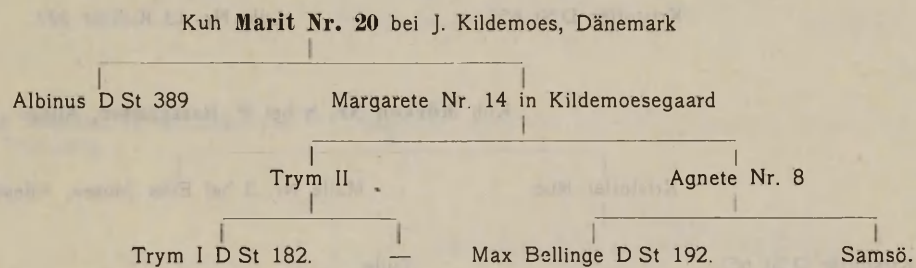 Kuh Marit Nr. 20 bei J. Kildemoes, Dänemark
Albinus D St 389 Margarete Nr. 14 in Kildemoesegaard
Trym II Agnete Nr. 8
Trym I D St 182. — Max Bellinge D St 192. Samsö.